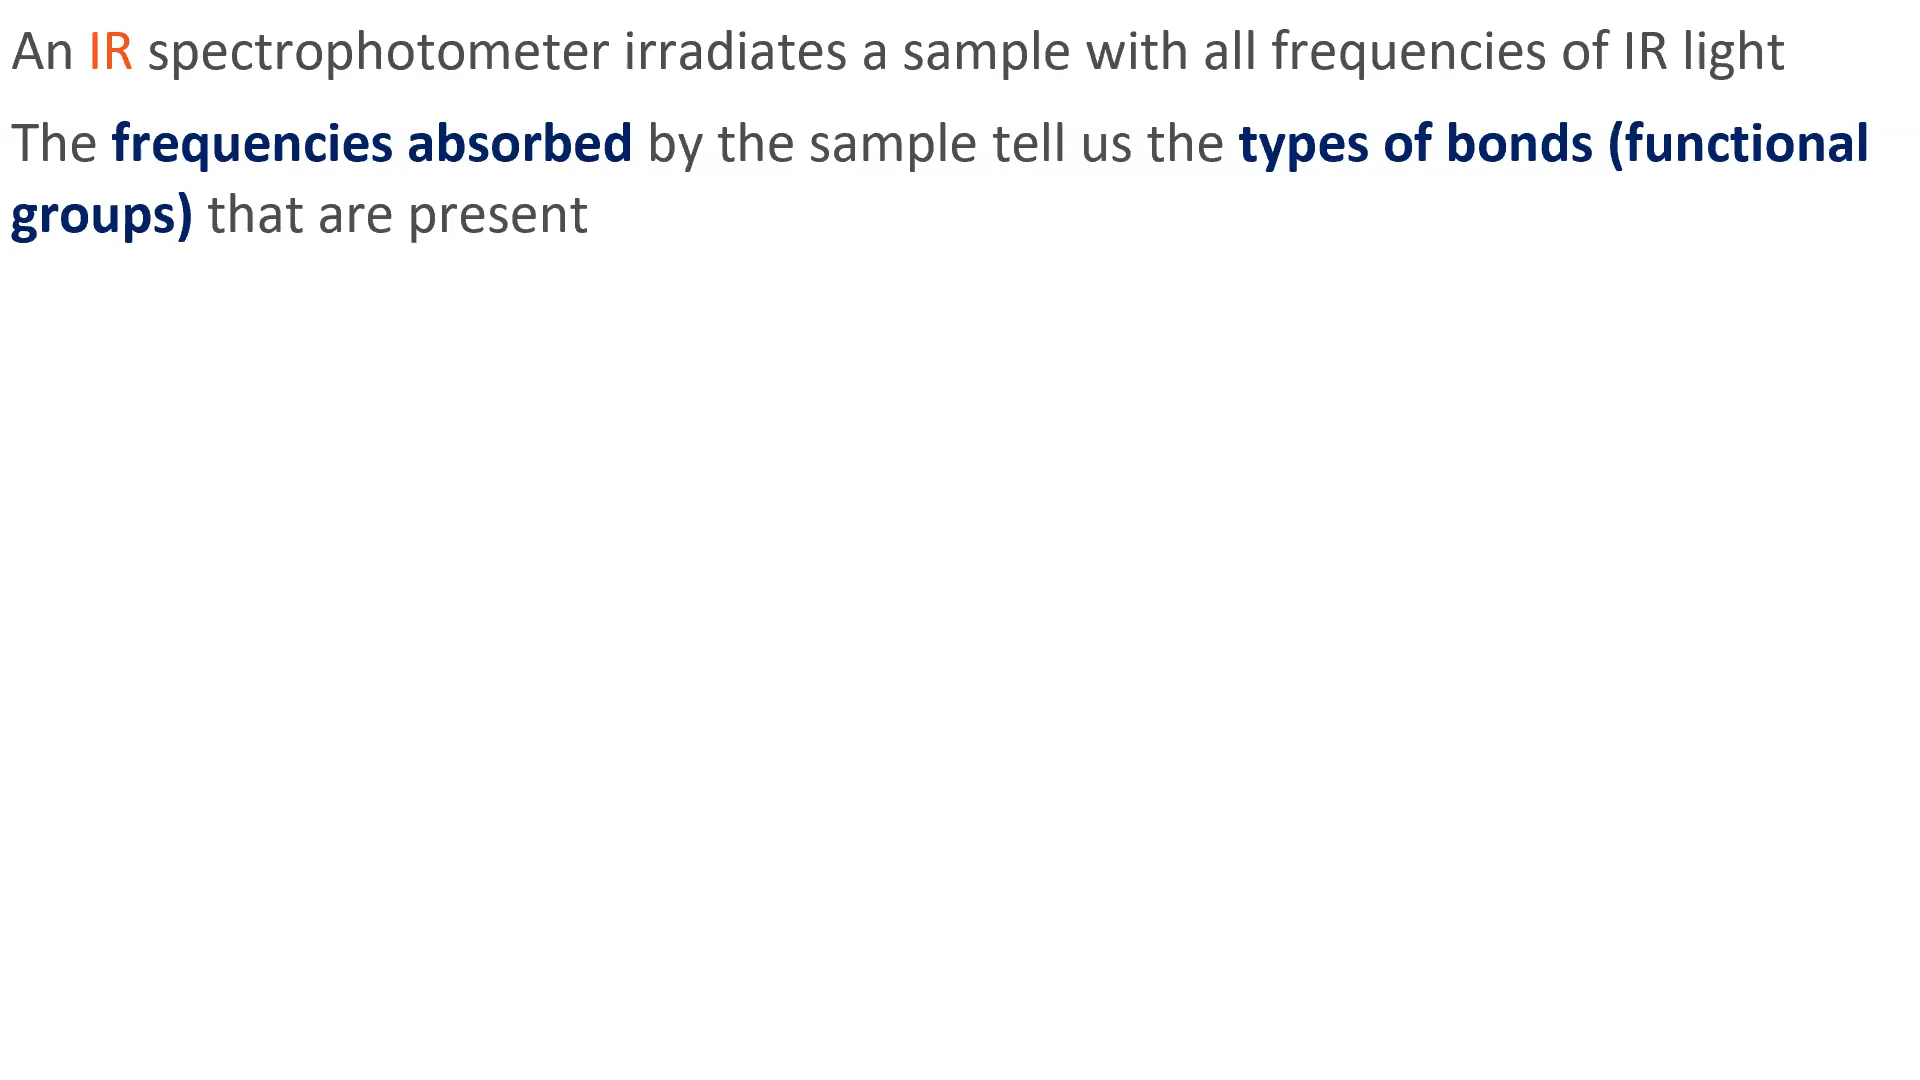 An IR spectrophotometer irradiates a sample with all frequencies of IR light
The frequencies absorbed by the sample tell us the types of bonds (functional
groups) that are present